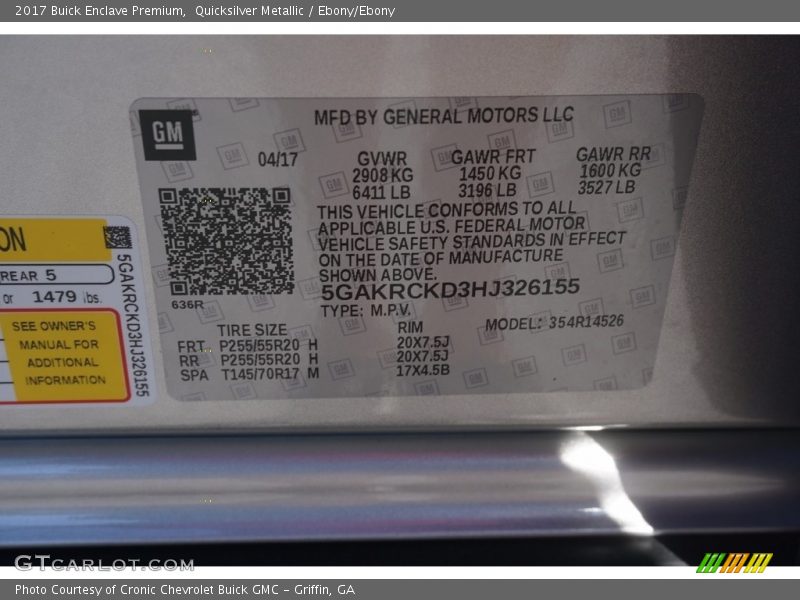 2017 Buick Enclave Premium,  Quicksilver Metallic / Ebony/Ebony
GM
MFD BY GENERAL MOTORS LLC
04/17
GVWR GAWR FRT GAWR RR
2908 KG 1450 KG 1600 KG
6411 LB 3196 LB 3527 LB
THIS VEHICLE CONFORMS TO ALL
APPLICABLE U.S. FEDERAL MOTOR
VEHICLE SAFETY STANDARDS IN EFFECT
ON THE DATE OF MANUFACTURE
SHOWN ABOVE.
5GAKRCKD3HJ326155
636R
TYPE: M.P.V.
TIRE SIZE RIM MODEL: 354R14526
FRT P255/55R20 H 20X7.5J
RR P255/55R20 H 20X7.5J
SPA T145/70R17 M 17X4.5B
ON
REAR 5
or 1479 lbs.
SEE OWNER'S
MANUAL FOR
ADDITIONAL
INFORMATION
5GAKRCKD3HJ326155
GTCARLOT.COM
Photo Courtesy of Cronic Chevrolet Buick GMC – Griffin, GA